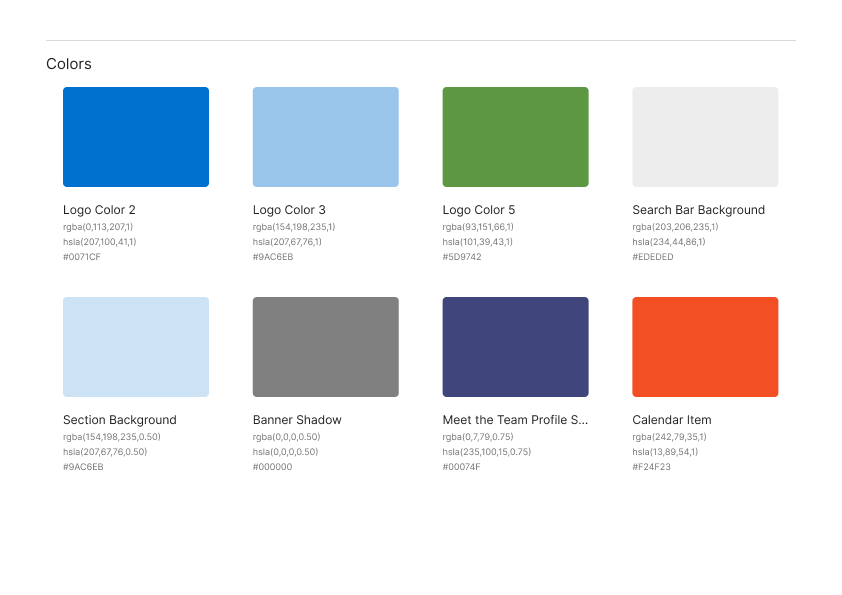 Colors
Logo Color 2
rgba(0,113,207,1)
hsla(207,100,41,1)
#0071CF
Logo Color 3
rgba(154,198,235,1)
hsla(207,67,76,1)
#9AC6EB
Logo Color 5
rgba(93,151,66,1)
hsla(101,39,43,1)
#5D9742
Search Bar Background
rgba(203,206,235,1)
hsla(234,44,86,1)
#EDEDED
Section Background
rgba(154,198,235,0.50)
hsla(207,67,76,0.50)
#9AC6EB
Banner Shadow
rgba(0,0,0,0.50)
hsla(0,0,0,0.50)
#000000
Meet the Team Profile S...
rgba(0,7,79,0.75)
hsla(235,100,15,0.75)
#00074F
Calendar Item
rgba(242,79,35,1)
hsla(13,89,54,1)
#F24F23